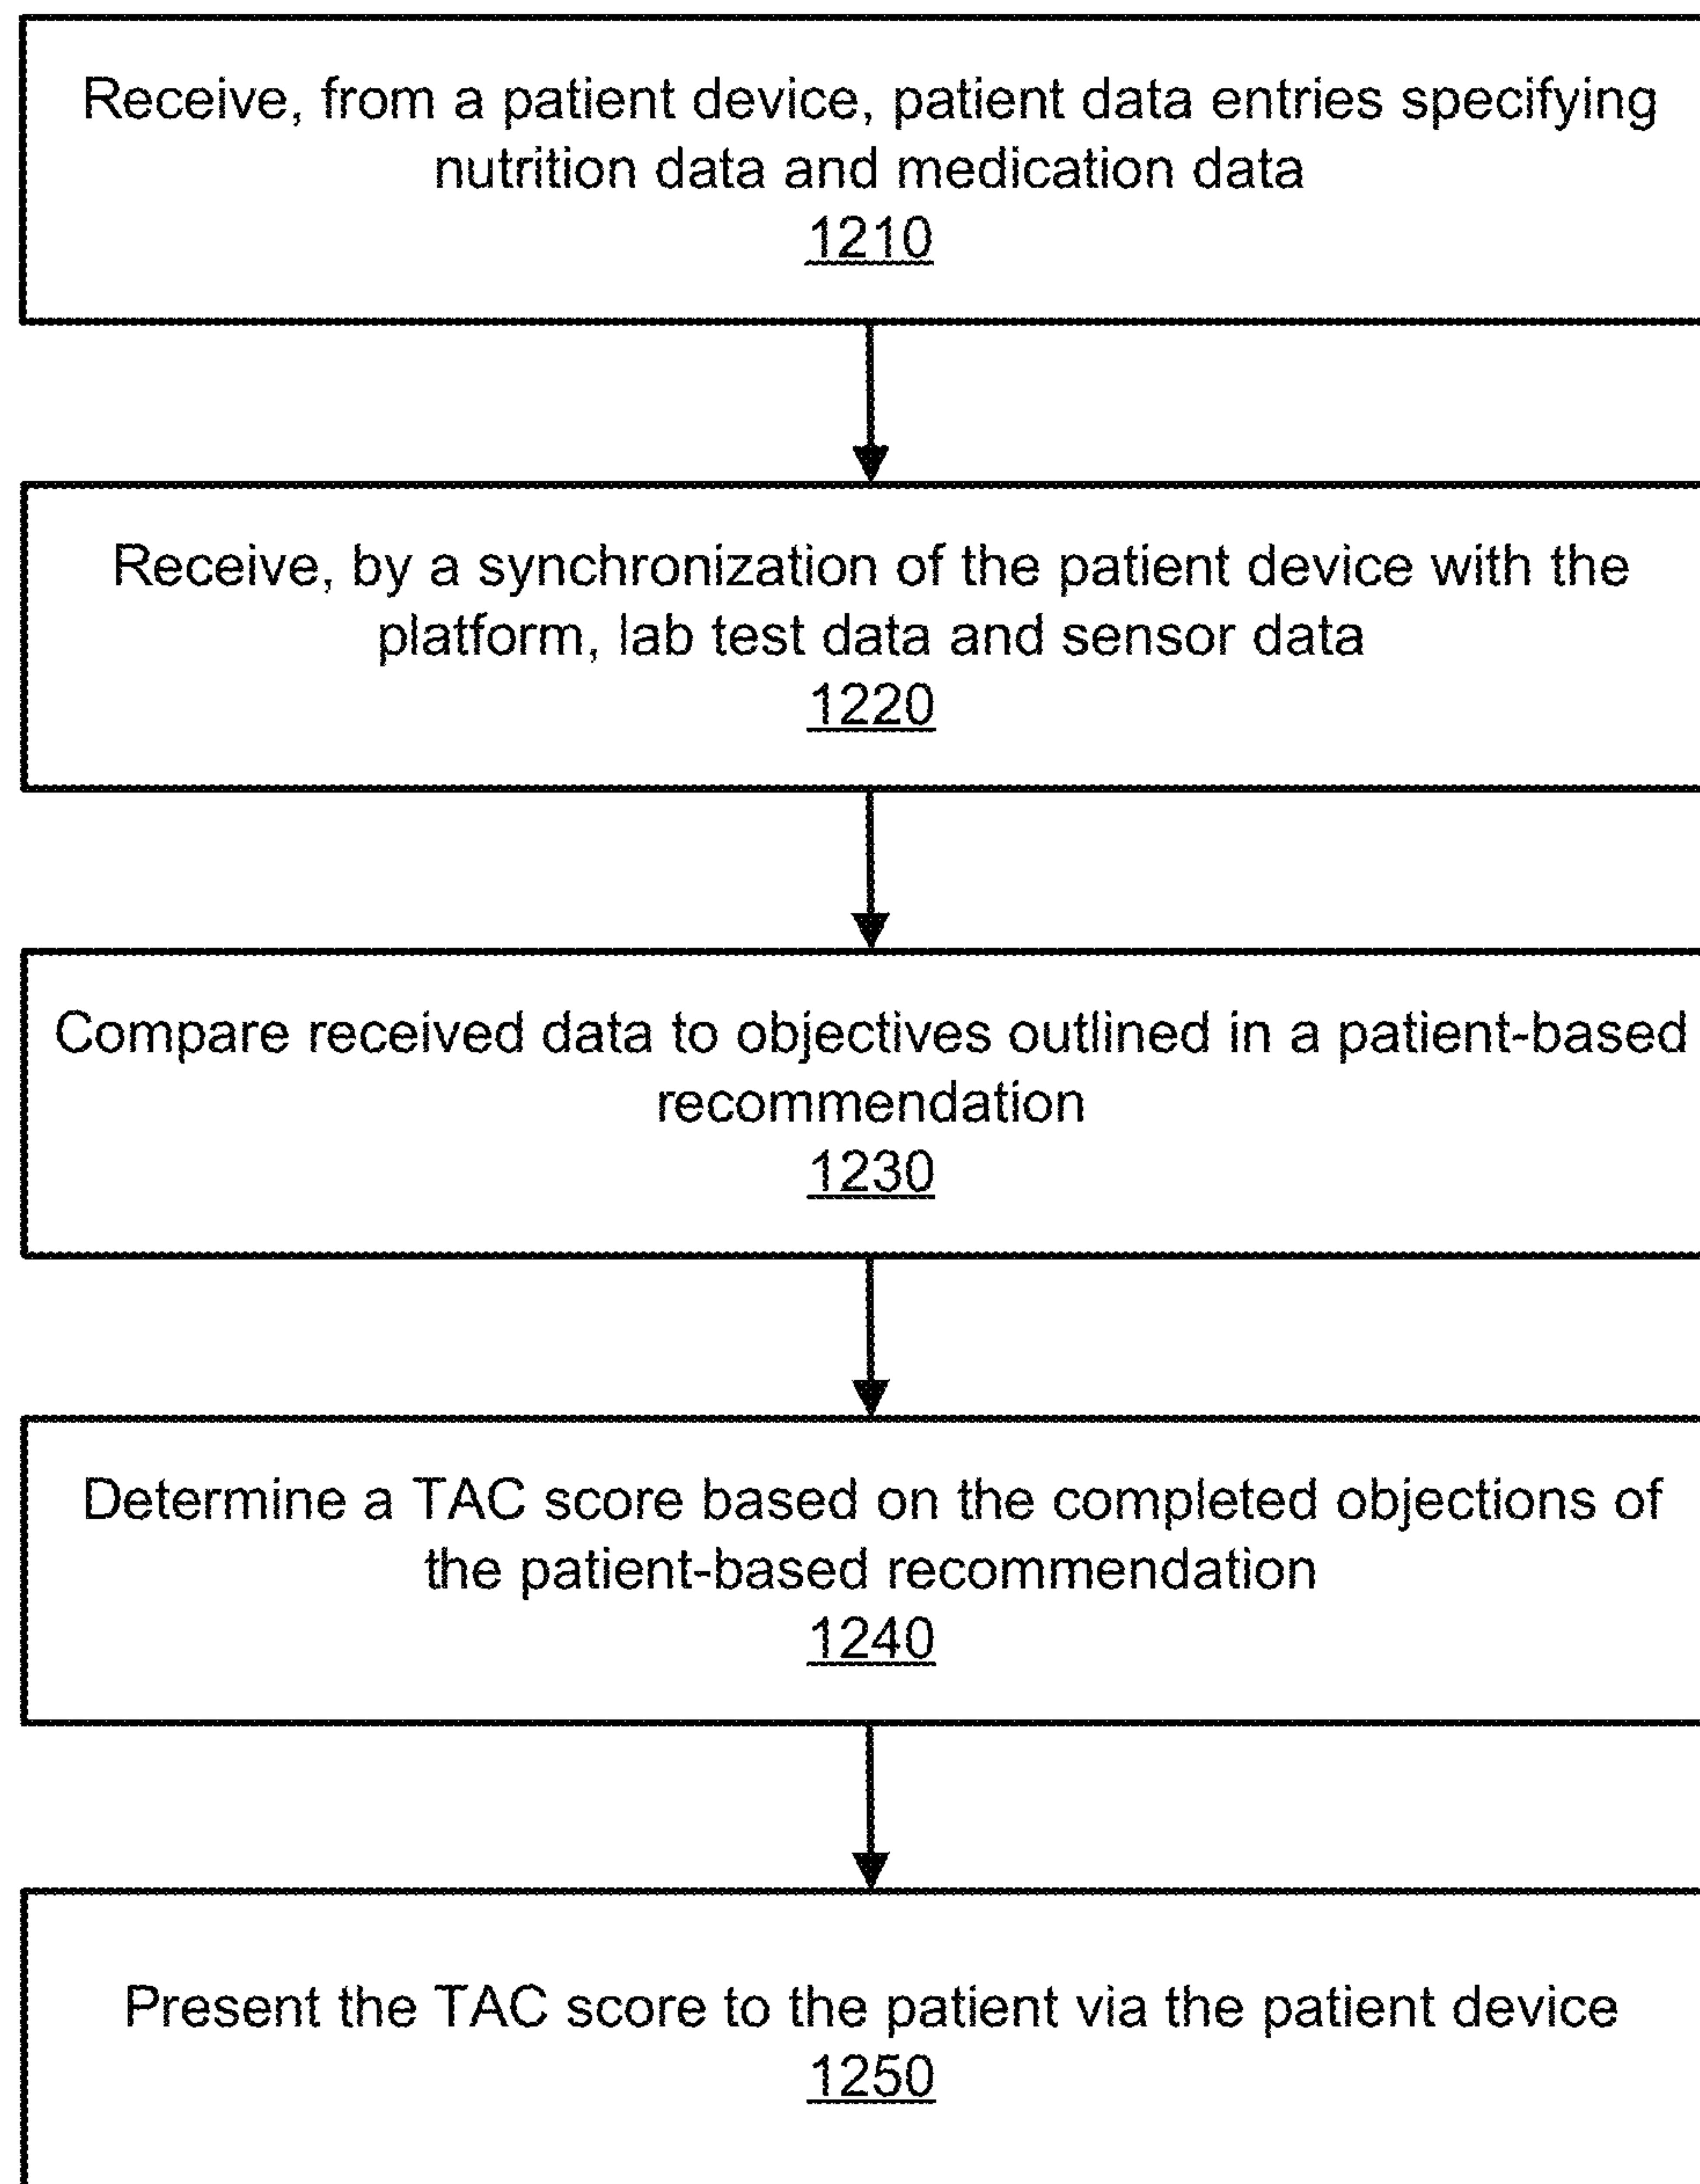 Receive, from a patient device, patient data entries specifying
nutrition data and medication data
1210
Receive, by a synchronization of the patient device with the
platform, lab test data and sensor data
1220
Compare received data to objectives outlined in a patient-based
recommendation
1230
Determine a TAC score based on the completed objections of
the patient-based recommendation
1240
Present the TAC score to the patient via the patient device
1250